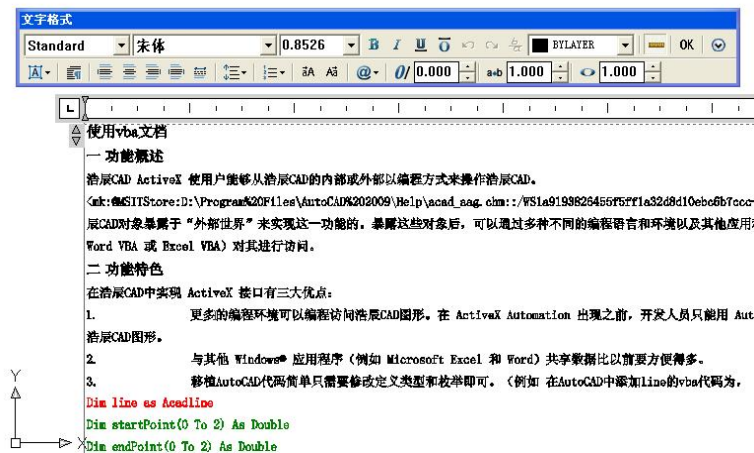 文字格式
Standard 宋体 0.8526 B I U O BYLAYER OK
A aA Aa @ 0/ 0.000 a•b 1.000 1.000
L
使用vba文档
一 功能概述
浩辰CAD ActiveX 使用户能够从浩辰CAD的内部或外部以编程方式来操作浩辰CAD。
<mk:@MSITStore:D:\Program%20Files\AutoCAD%202009\Help\acad_aag.chm::/WS1a9193826455f5ff1a32d8d10ebc6b7ccc-
辰CAD对象暴露于“外部世界”来实现这一功能的。暴露这些对象后，可以通过多种不同的编程语言和环境以及其他应用
Word VBA 或 Excel VBA）对其进行访问。
二 功能特色
在浩辰CAD中实现 ActiveX 接口有三大优点：
1. 更多的编程环境可以编程访问浩辰CAD图形。在 ActiveX Automation 出现之前，开发人员只能用 Aut
浩辰CAD图形。
2. 与其他 Windows® 应用程序（例如 Microsoft Excel 和 Word）共享数据比以前要方便得多。
3. 移植AutoCAD代码简单只需要修改定义类型和枚举即可。（例如 在AutoCAD中添加line的vba代码为，
Dim line as Acadline
Dim startPoint(0 To 2) As Double
Dim endPoint(0 To 2) As Double
Y
X